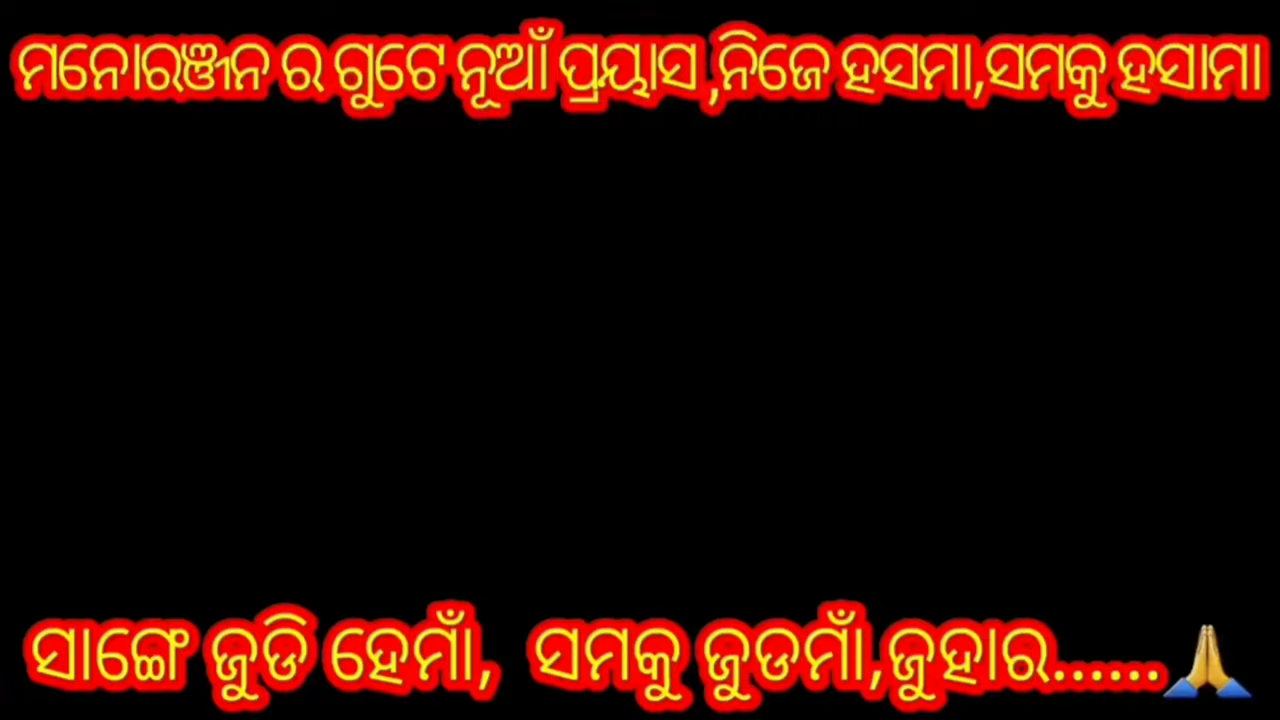 ମନୋରଞ୍ଜନ ର ଗୁଟେ ନୂଆଁ ପ୍ରୟାସ ,ନିଜେ ହସମା,ସମକୁ ହସାମା
ସାଙ୍ଗେ ଜୁଡି ହେମାଁ, ସମକୁ ଜୁଡମାଁ,ଜୁହାର......🙏